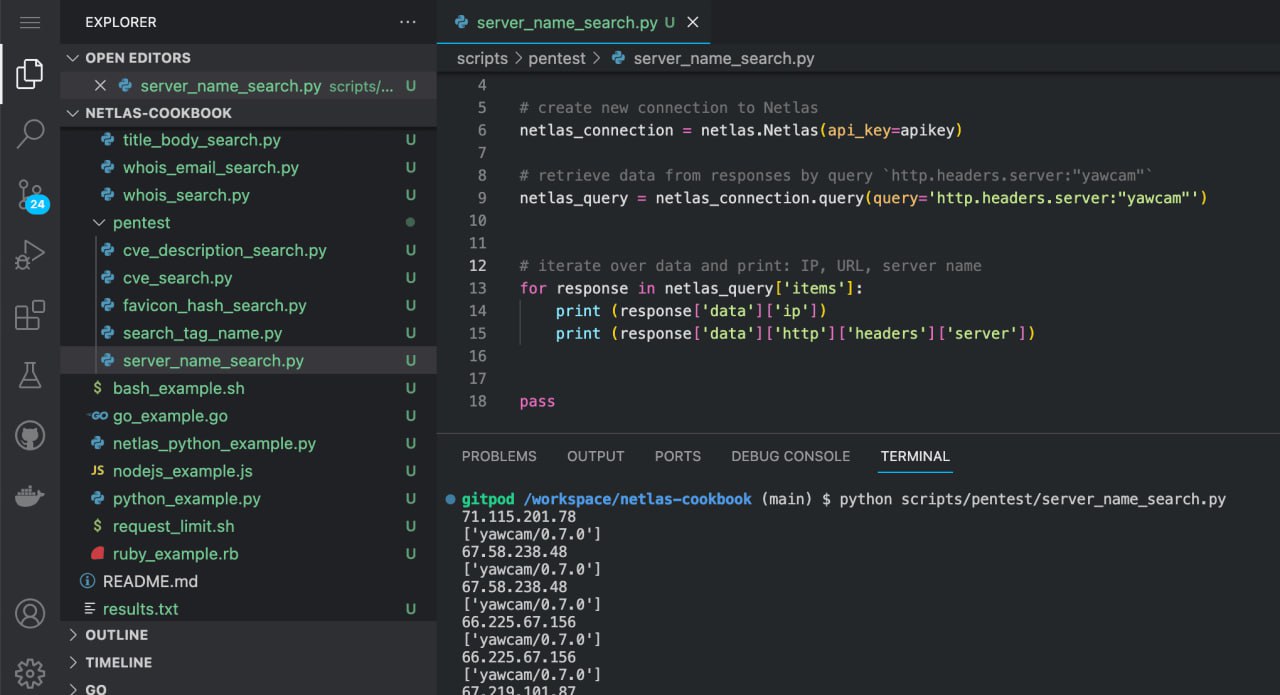 EXPLORER
OPEN EDITORS
server_name_search.py scripts/... U
NETLAS-COOKBOOK
title_body_search.py U
whois_email_search.py U
whois_search.py U
24
pentest
cve_description_search.py U
cve_search.py U
favicon_hash_search.py U
search_tag_name.py U
server_name_search.py U
$ bash_example.sh U
GO go_example.go U
netlas_python_example.py U
JS nodejs_example.js U
python_example.py U
$ request_limit.sh U
ruby_example.rb U
README.md
results.txt U
OUTLINE
TIMELINE
GO
server_name_search.py U
scripts > pentest > server_name_search.py
4
5 # create new connection to Netlas
6 netlas_connection = netlas.Netlas(api_key=apikey)
7
8 # retrieve data from responses by query `http.headers.server:"yawcam"`
9 netlas_query = netlas_connection.query(query='http.headers.server:"yawcam"')
10
11
12 # iterate over data and print: IP, URL, server name
13 for response in netlas_query['items']:
14 print (response['data']['ip'])
15 print (response['data']['http']['headers']['server'])
16
17
18 pass
PROBLEMS OUTPUT PORTS DEBUG CONSOLE TERMINAL
gitpod /workspace/netlas-cookbook (main) $ python scripts/pentest/server_name_search.py
71.115.201.78
['yawcam/0.7.0']
67.58.238.48
['yawcam/0.7.0']
67.58.238.48
['yawcam/0.7.0']
66.225.67.156
['yawcam/0.7.0']
66.225.67.156
['yawcam/0.7.0']
67.219.101.87